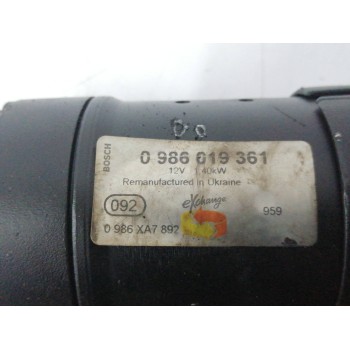 BOSCH
0 986 019 361
12V 1,40kW
Remanufactured in Ukraine
092
eXchange
959
0 986 XA7 892